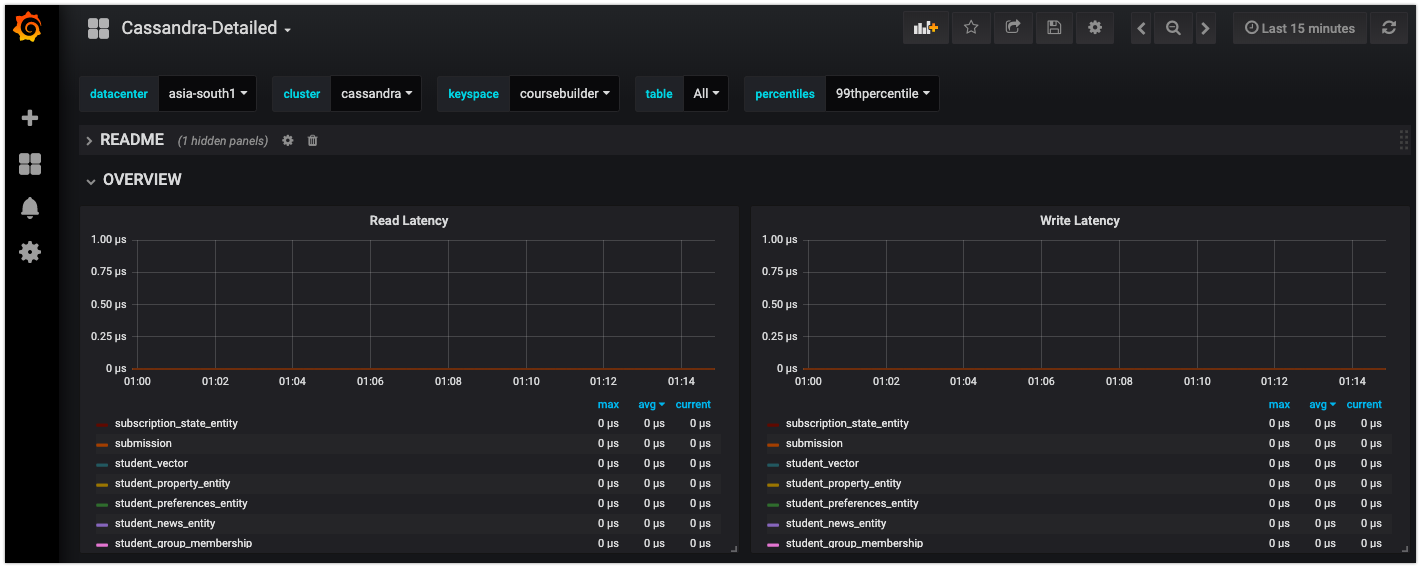 Cassandra-Detailed
Last 15 minutes
datacenter asia-south1 cluster cassandra keyspace coursebuilder table All percentiles 99thpercentile
README (1 hidden panels)
OVERVIEW
Read Latency
1.00 µs
0.75 µs
0.50 µs
0.25 µs
0 µs
01:00 01:02 01:04 01:06 01:08 01:10 01:12 01:14
max avg current
subscription_state_entity 0 µs 0 µs 0 µs
submission 0 µs 0 µs 0 µs
student_vector 0 µs 0 µs 0 µs
student_property_entity 0 µs 0 µs 0 µs
student_preferences_entity 0 µs 0 µs 0 µs
student_news_entity 0 µs 0 µs 0 µs
student_group_membership 0 µs 0 µs 0 µs
Write Latency
1.00 µs
0.75 µs
0.50 µs
0.25 µs
0 µs
01:00 01:02 01:04 01:06 01:08 01:10 01:12 01:14
max avg current
subscription_state_entity 0 µs 0 µs 0 µs
submission 0 µs 0 µs 0 µs
student_vector 0 µs 0 µs 0 µs
student_property_entity 0 µs 0 µs 0 µs
student_preferences_entity 0 µs 0 µs 0 µs
student_news_entity 0 µs 0 µs 0 µs
student_group_membership 0 µs 0 µs 0 µs